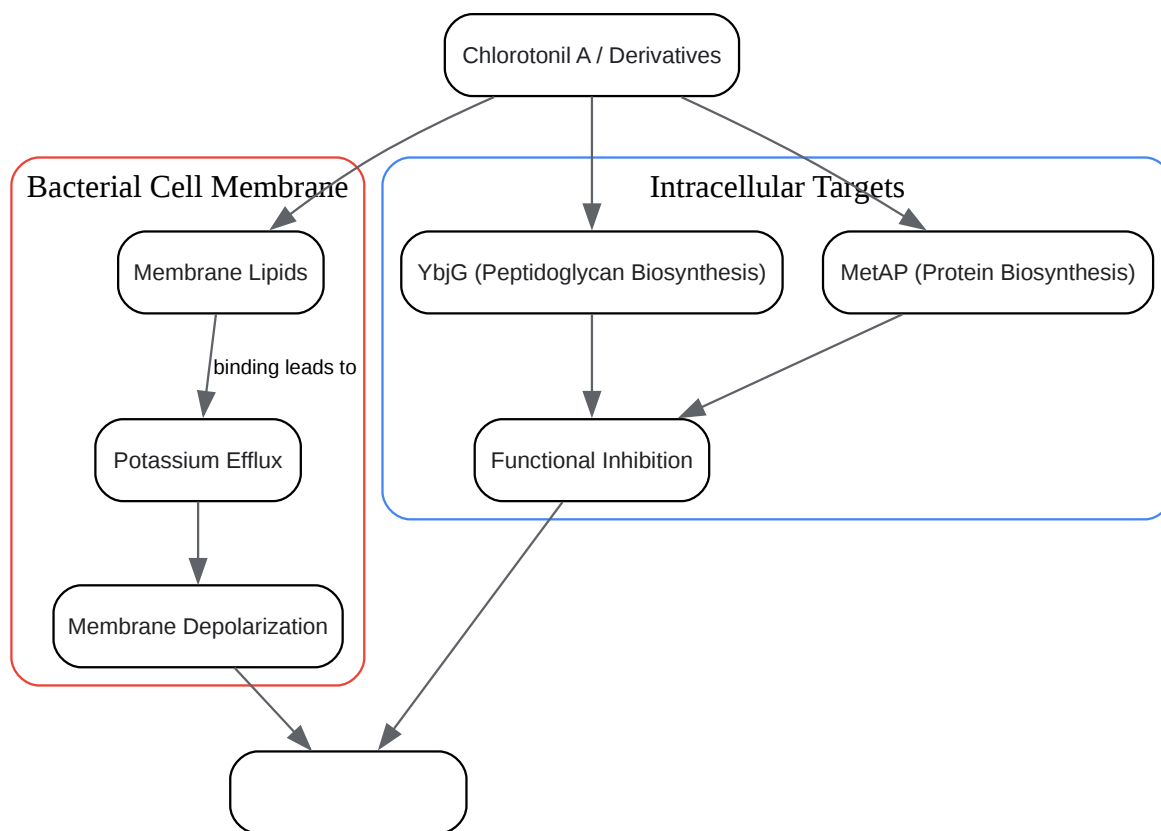 Chlorotonil A / Derivatives
Bacterial Cell Membrane
Intracellular Targets
Membrane Lipids
YbjG (Peptidoglycan Biosynthesis)
MetAP (Protein Biosynthesis)
binding leads to
Potassium Efflux
Functional Inhibition
Membrane Depolarization